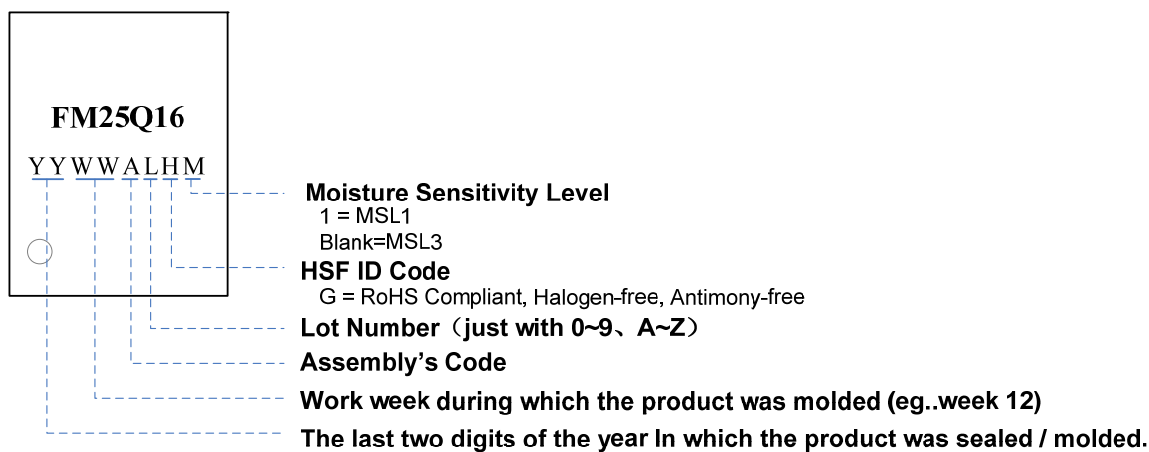 FM25Q16
YYWWALHM
Moisture Sensitivity Level
1 = MSL1
Blank=MSL3
HSF ID Code
G = RoHS Compliant, Halogen-free, Antimony-free
Lot Number（just with 0~9、A~Z）
Assembly’s Code
Work week during which the product was molded (eg..week 12)
The last two digits of the year In which the product was sealed / molded.